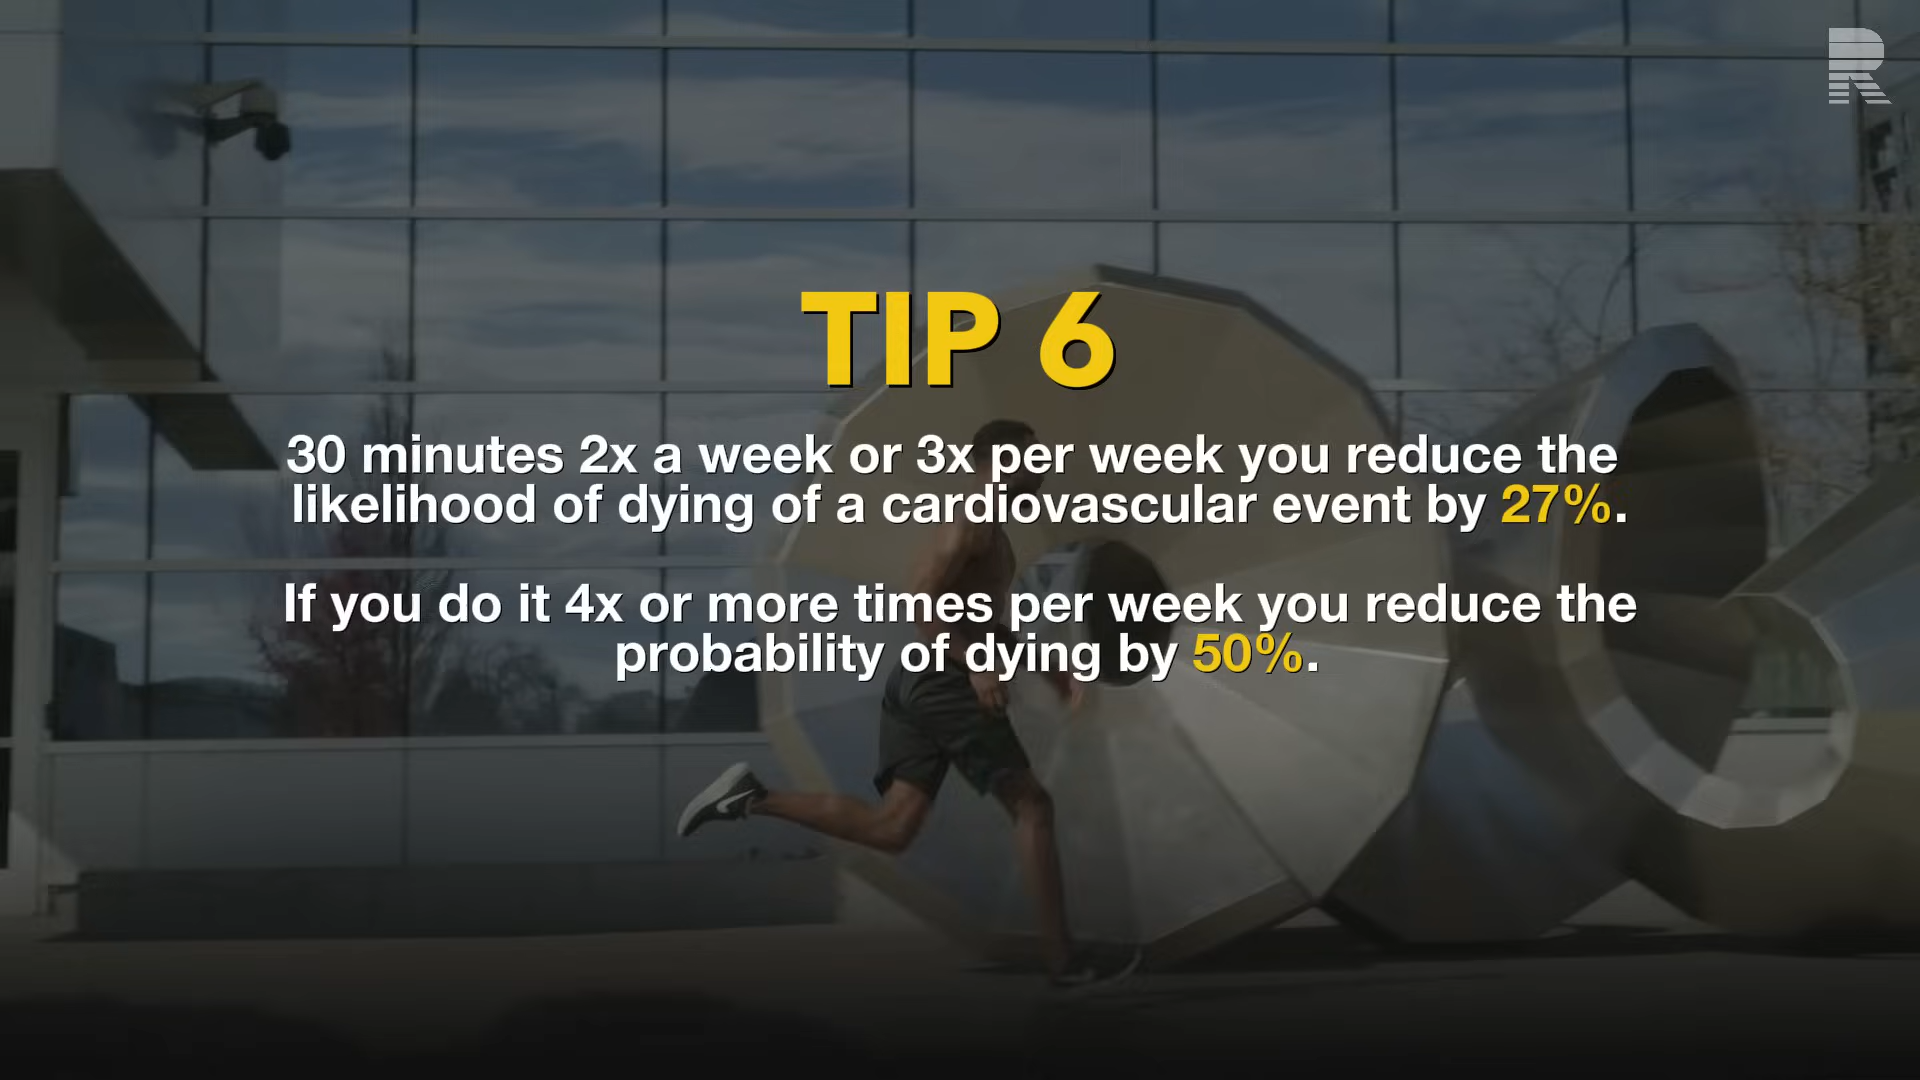 TIP 6
30 minutes 2x a week or 3x per week you reduce the
likelihood of dying of a cardiovascular event by 27%.
If you do it 4x or more times per week you reduce the
probability of dying by 50%.
R